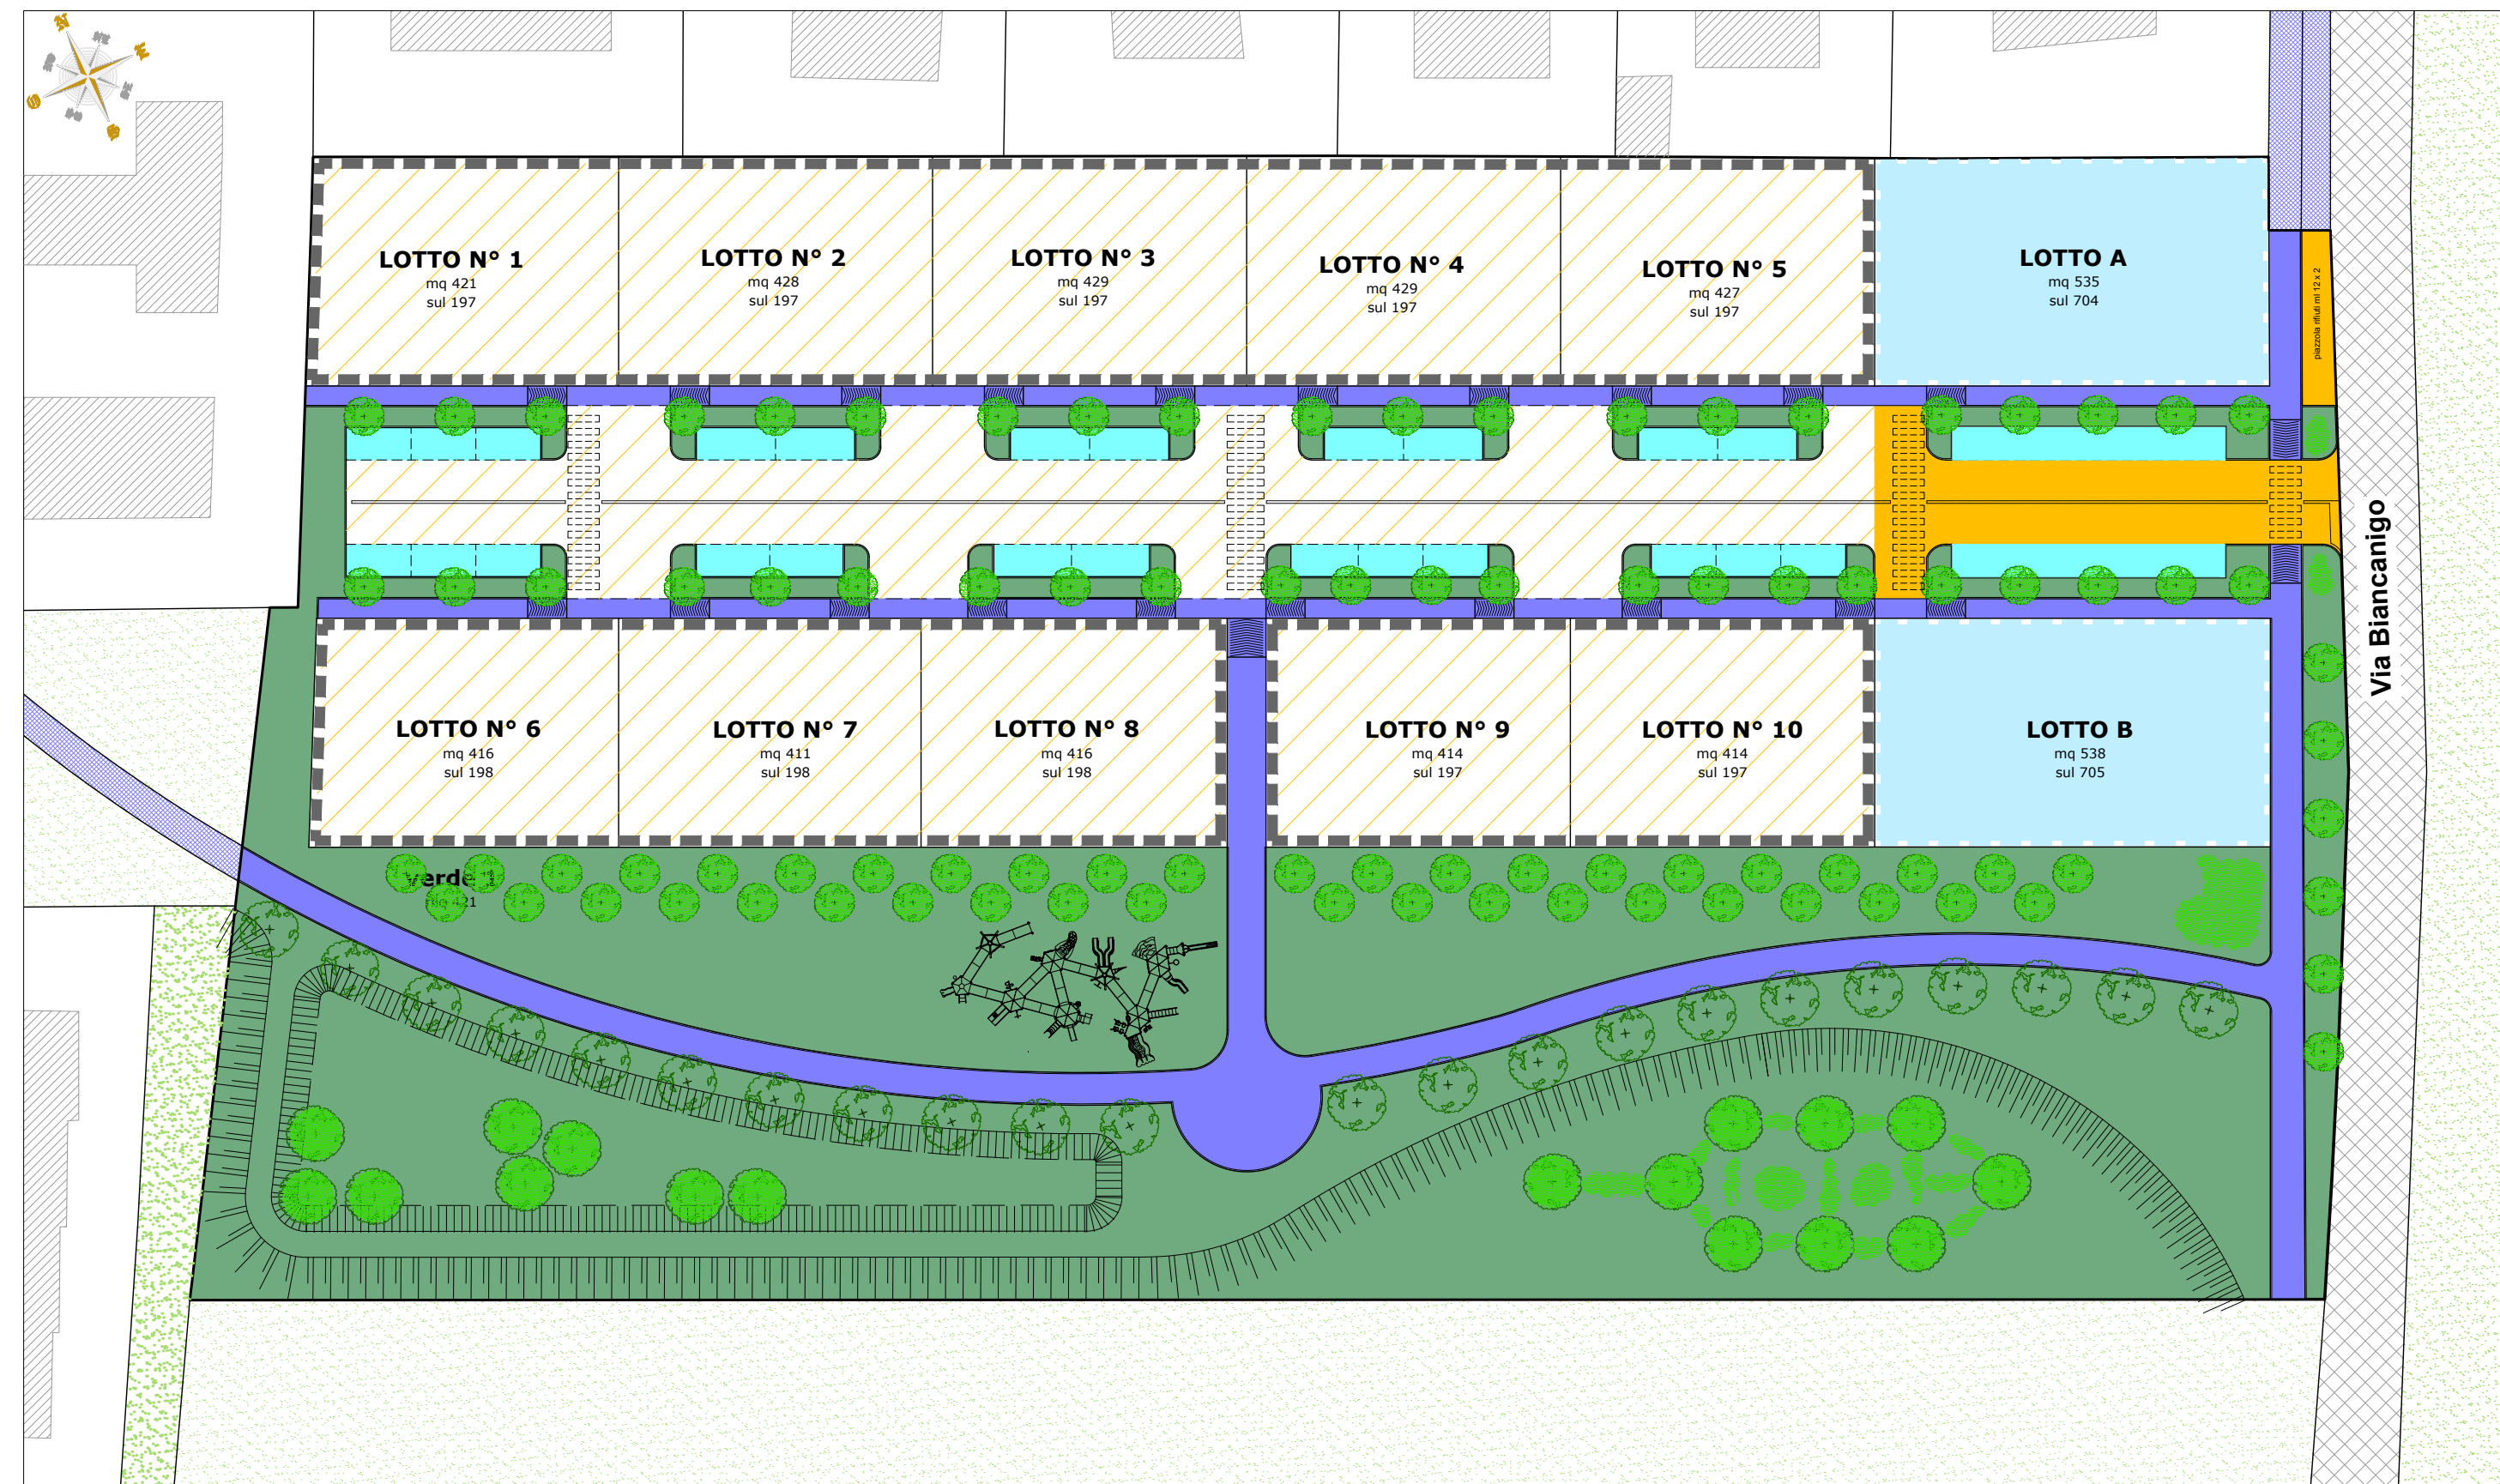 N
NE
E
SE
SO
NO
S
O
LOTTO N° 1
mq 421
sul 197
LOTTO N° 2
mq 428
sul 197
LOTTO N° 3
mq 429
sul 197
LOTTO N° 4
mq 429
sul 197
LOTTO N° 5
mq 427
sul 197
LOTTO A
mq 535
sul 704
piazzola rifiuti ml 12 x 2
Via Biancanigo
LOTTO N° 6
mq 416
sul 198
LOTTO N° 7
mq 411
sul 198
LOTTO N° 8
mq 416
sul 198
LOTTO N° 9
mq 414
sul 197
LOTTO N° 10
mq 414
sul 197
LOTTO B
mq 538
sul 705
verde